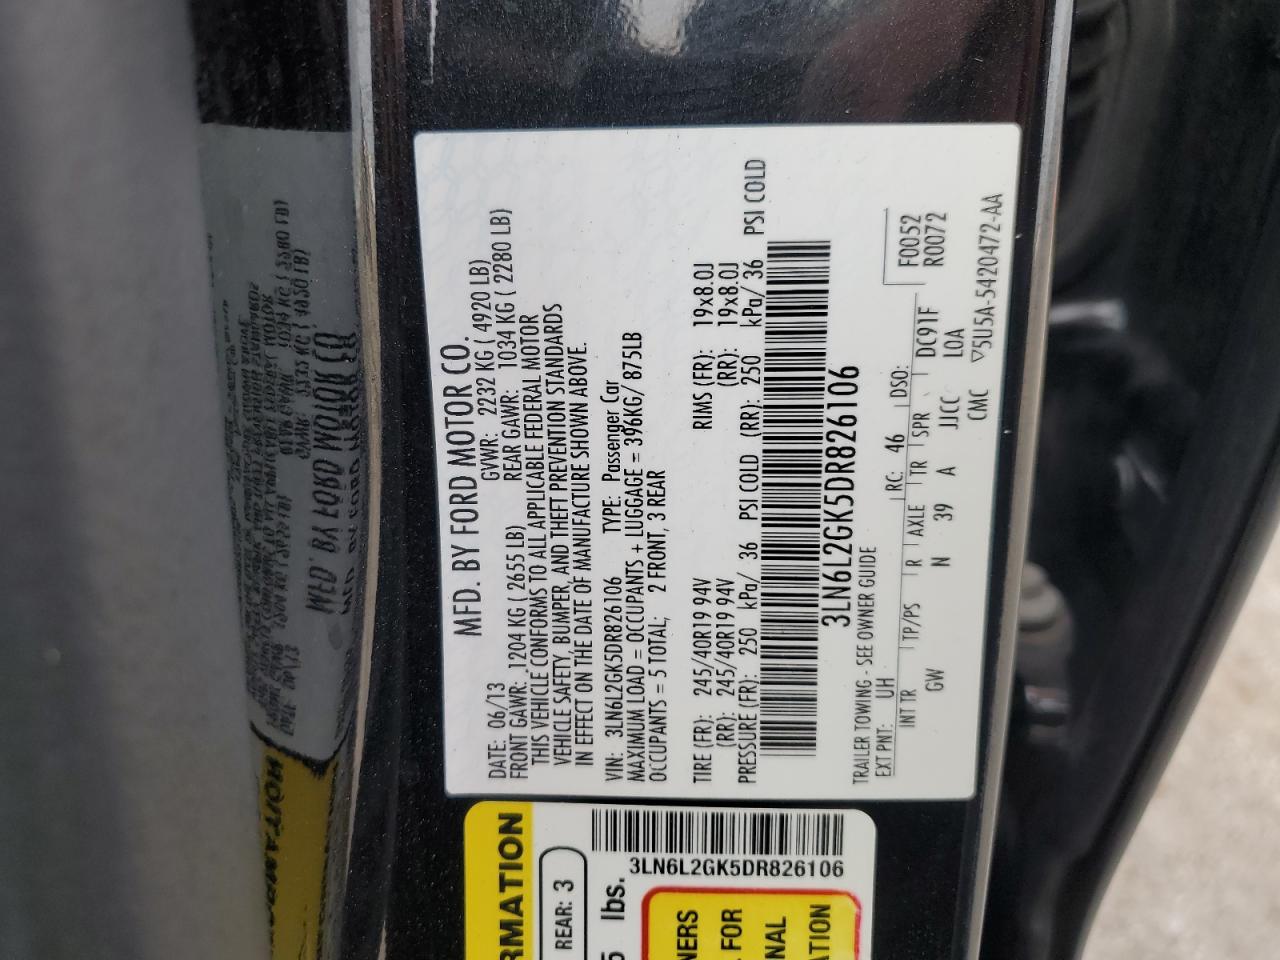 MFD. BY FORD MOTOR CO.
DATE: 06/13 GVWR: 2232 KG ( 4920 LB)
FRONT GAWR: 1204 KG ( 2655 LB) REAR GAWR: 1034 KG ( 2280 LB)
THIS VEHICLE CONFORMS TO ALL APPLICABLE FEDERAL MOTOR
VEHICLE SAFETY, BUMPER, AND THEFT PREVENTION STANDARDS
IN EFFECT ON THE DATE OF MANUFACTURE SHOWN ABOVE.
VIN: 3LN6L2GK5DR826106 TYPE: Passenger Car
MAXIMUM LOAD = OCCUPANTS + LUGGAGE = 396KG/ 875LB
OCCUPANTS = 5 TOTAL; 2 FRONT, 3 REAR
TIRE (FR): 245/40R19 94V RIMS (FR): 19x8.0J
(RR): 245/40R19 94V (RR): 19x8.0J
PRESSURE (FR): 250 kPa/ 36 PSI COLD (RR): 250 kPa/ 36 PSI COLD
3LN6L2GK5DR826106
TRAILER TOWING - SEE OWNER GUIDE
EXT PNT: UH RC: 46 DSO: F0052
INT TR TP/PS R AXLE TR SPR DC91F R0072
GW N 39 A JJCC LOA
CMC ▽5U5A-5420472-AA
RMATION
REAR: 3
lbs.
3LN6L2GK5DR826106
NERS
FOR
NAL
TION